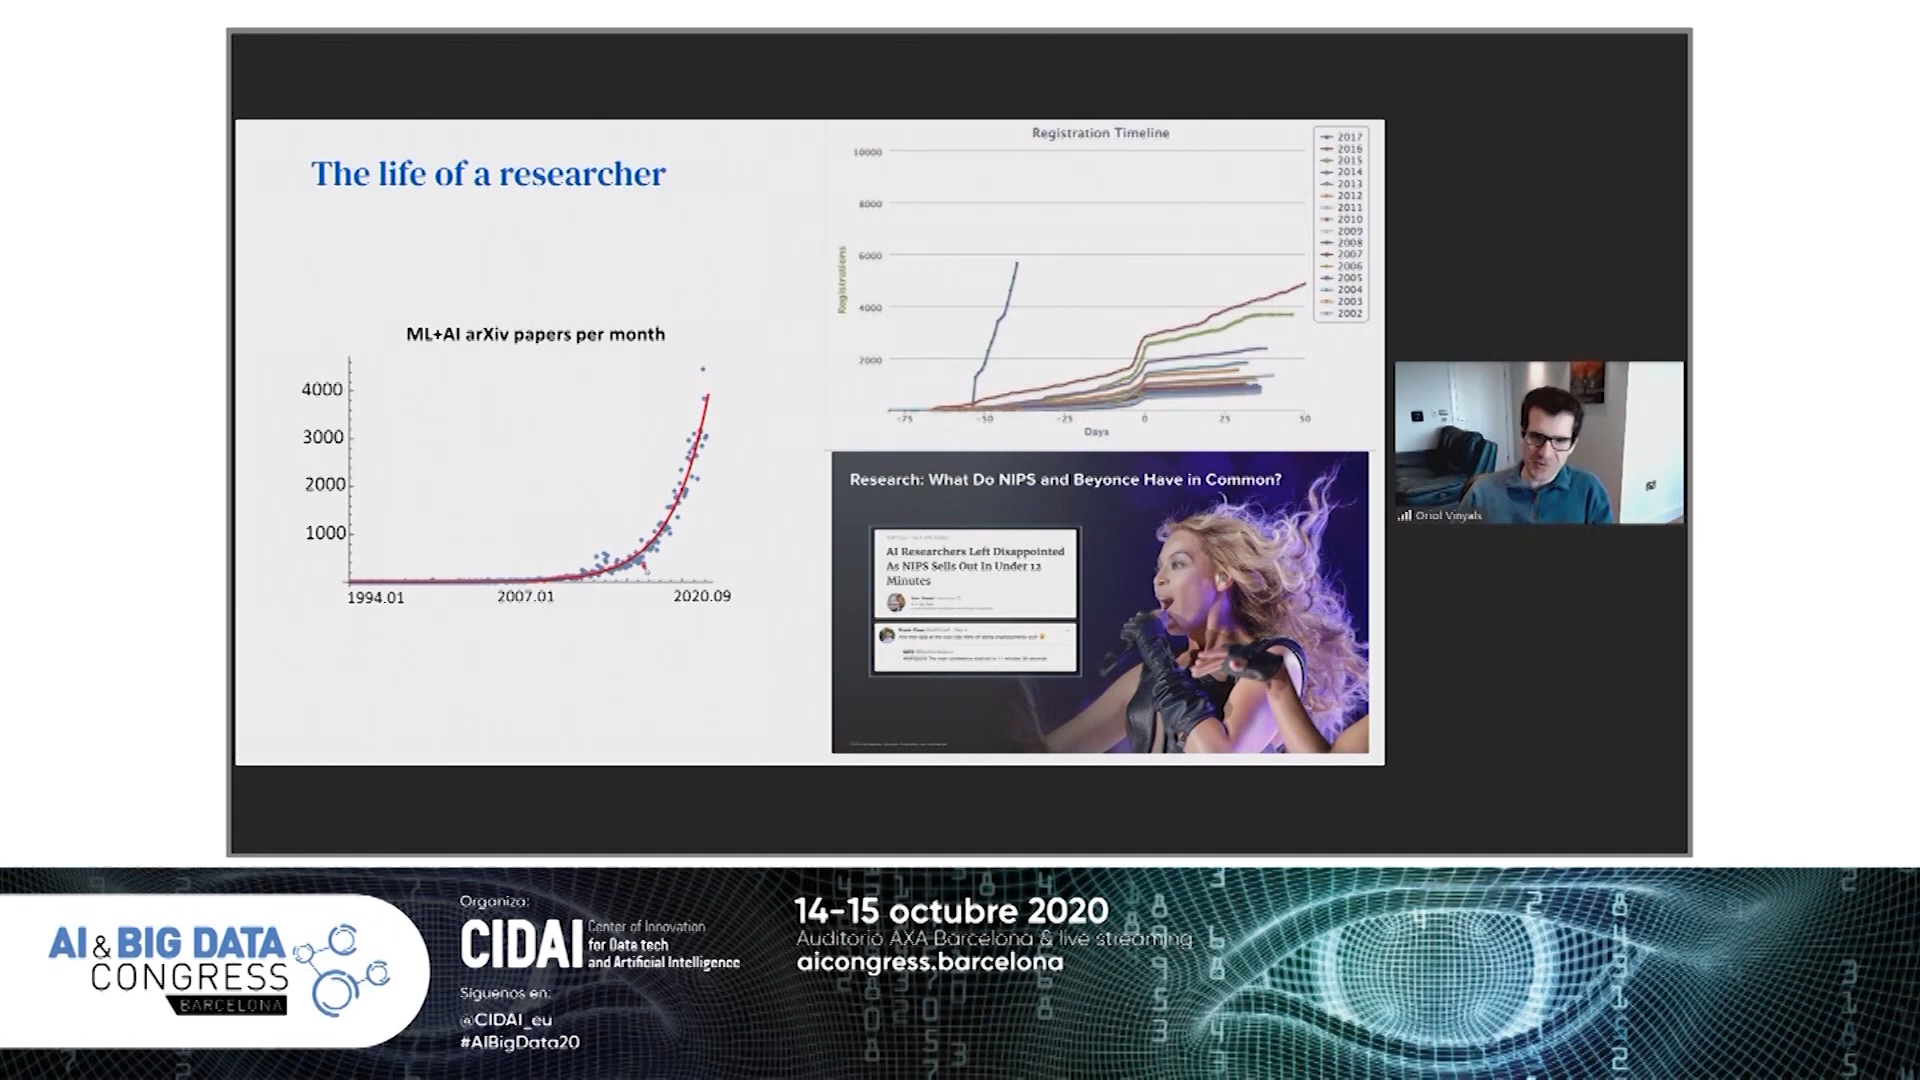 The life of a researcher
ML+AI arXiv papers per month
4000
3000
2000
1000
1994.01
2007.01
2020.09
Registration Timeline
10000
8000
6000
4000
2000
Registrations
-75
-50
-25
0
25
50
Days
2017
2016
2015
2014
2013
2012
2011
2010
2009
2008
2007
2006
2005
2004
2003
2002
Research: What Do NIPS and Beyonce Have in Common?
AI Researchers Left Disappointed
As NIPS Sells Out In Under 12
Minutes
Oriol Vinyals
AI & BIG DATA
CONGRESS
BARCELONA
Organiza:
CIDAI
Center of Innovation
for Data tech
and Artificial Intelligence
Síguenos en:
@CIDAI_eu
#AIBigData20
14-15 octubre 2020
Auditorio AXA Barcelona & live streaming
aicongress.barcelona